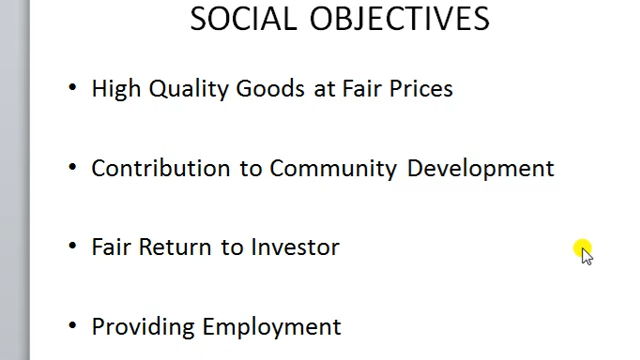 SOCIAL OBJECTIVES
• High Quality Goods at Fair Prices
• Contribution to Community Development
• Fair Return to Investor
• Providing Employment